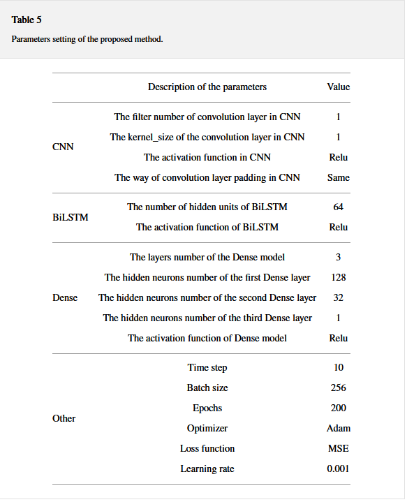 Table 5
Parameters setting of the proposed method.
Description of the parameters Value
CNN
The filter number of convolution layer in CNN 1
The kernel_size of the convolution layer in CNN 1
The activation function in CNN Relu
The way of convolution layer padding in CNN Same
BiLSTM
The number of hidden units of BiLSTM 64
The activation function of BiLSTM Relu
Dense
The layers number of the Dense model 3
The hidden neurons number of the first Dense layer 128
The hidden neurons number of the second Dense layer 32
The hidden neurons number of the third Dense layer 1
The activation function of Dense model Relu
Other
Time step 10
Batch size 256
Epochs 200
Optimizer Adam
Loss function MSE
Learning rate 0.001